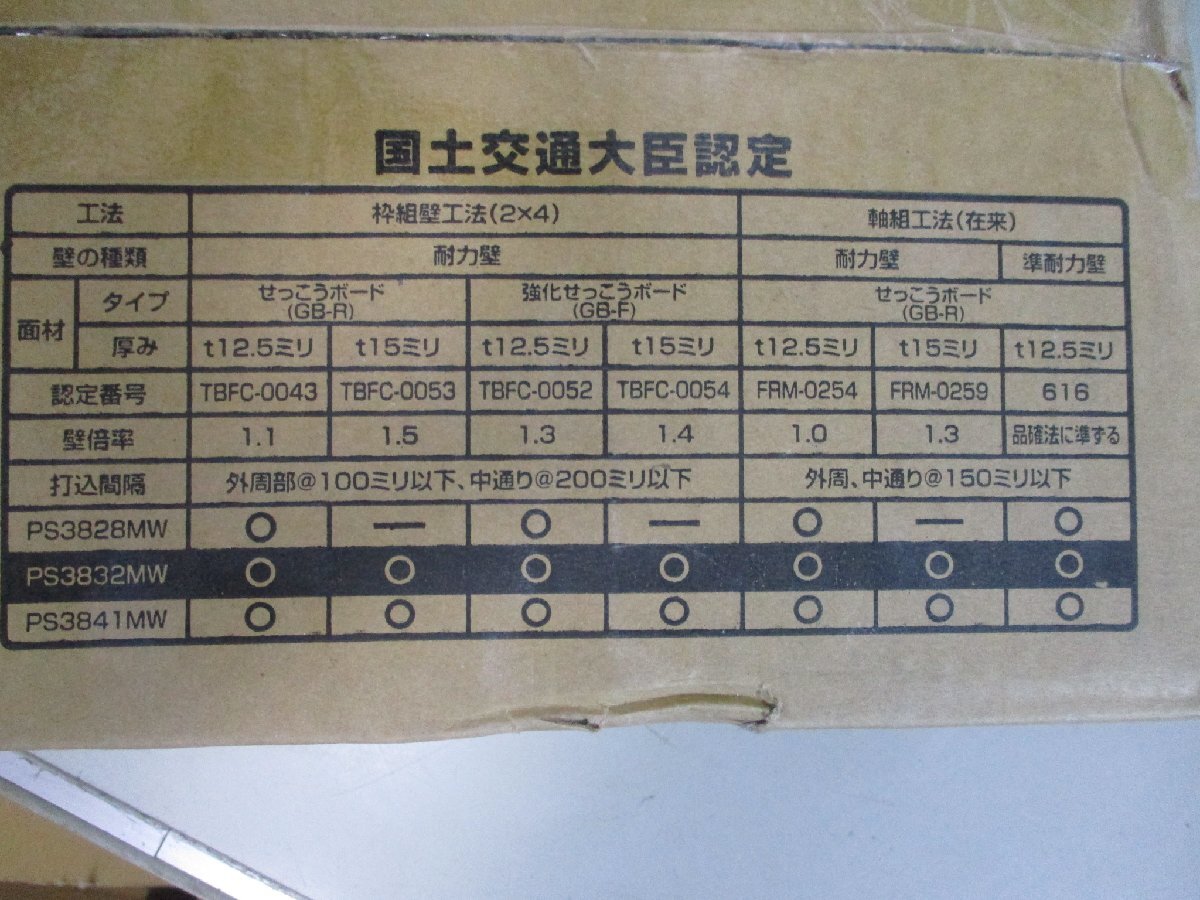 国土交通大臣認定
工法 枠組壁工法(2×4) 軸組工法(在来)
壁の種類 耐力壁 耐力壁 準耐力壁
面材 タイプ せっこうボード (GB-R) 強化せっこうボード (GB-F) せっこうボード (GB-R)
厚み t12.5ミリ t15ミリ t12.5ミリ t15ミリ t12.5ミリ t15ミリ t12.5ミリ
認定番号 TBFC-0043 TBFC-0053 TBFC-0052 TBFC-0054 FRM-0254 FRM-0259 616
壁倍率 1.1 1.5 1.3 1.4 1.0 1.3 品確法に準ずる
打込間隔 外周部@100ミリ以下、中通り@200ミリ以下 外周、中通り@150ミリ以下
PS3828MW ○ ー ○ ー ○ ー ○
PS3832MW ○ ○ ○ ○ ○ ○ ○
PS3841MW ○ ○ ○ ○ ○ ○ ○